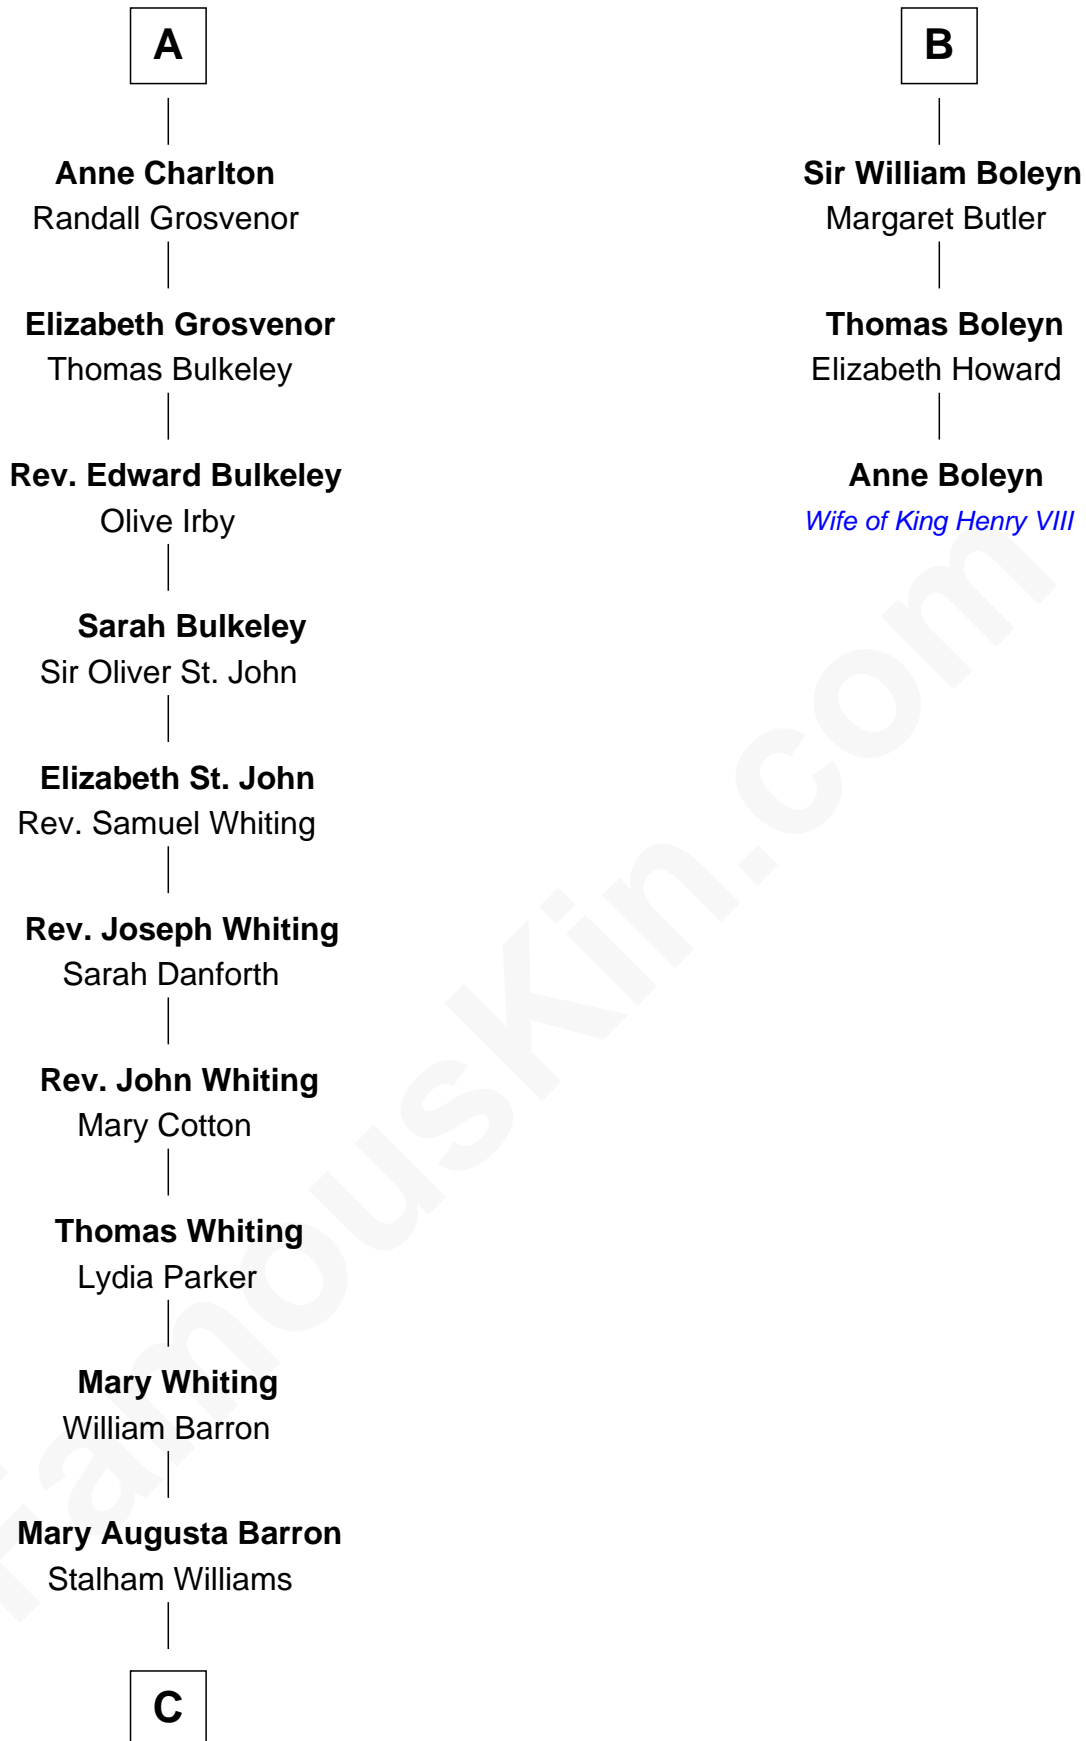 A
Anne Charlton
Randall Grosvenor
Elizabeth Grosvenor
Thomas Bulkeley
Rev. Edward Bulkeley
Olive Irby
Sarah Bulkeley
Sir Oliver St. John
Elizabeth St. John
Rev. Samuel Whiting
Rev. Joseph Whiting
Sarah Danforth
Rev. John Whiting
Mary Cotton
Thomas Whiting
Lydia Parker
Mary Whiting
William Barron
Mary Augusta Barron
Stalham Williams
C
B
Sir William Boleyn
Margaret Butler
Thomas Boleyn
Elizabeth Howard
Anne Boleyn
Wife of King Henry VIII
FamousKin.com